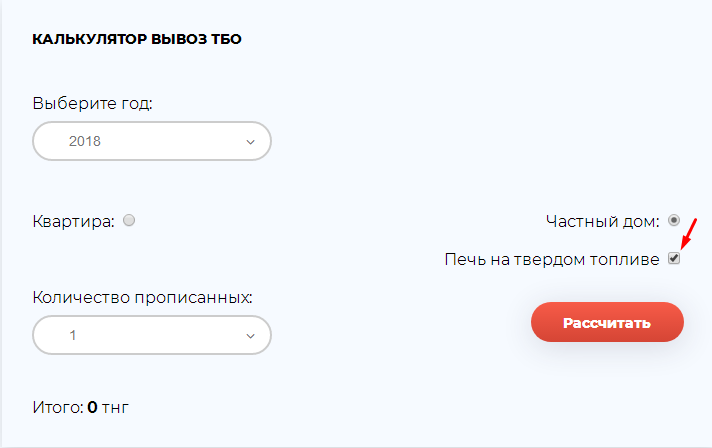 КАЛЬКУЛЯТОР ВЫВОЗ ТБО
Выберите год:
2018
Квартира:
Частный дом:
Печь на твердом топливе
Количество прописанных:
1
Рассчитать
Итого: 0 тнг